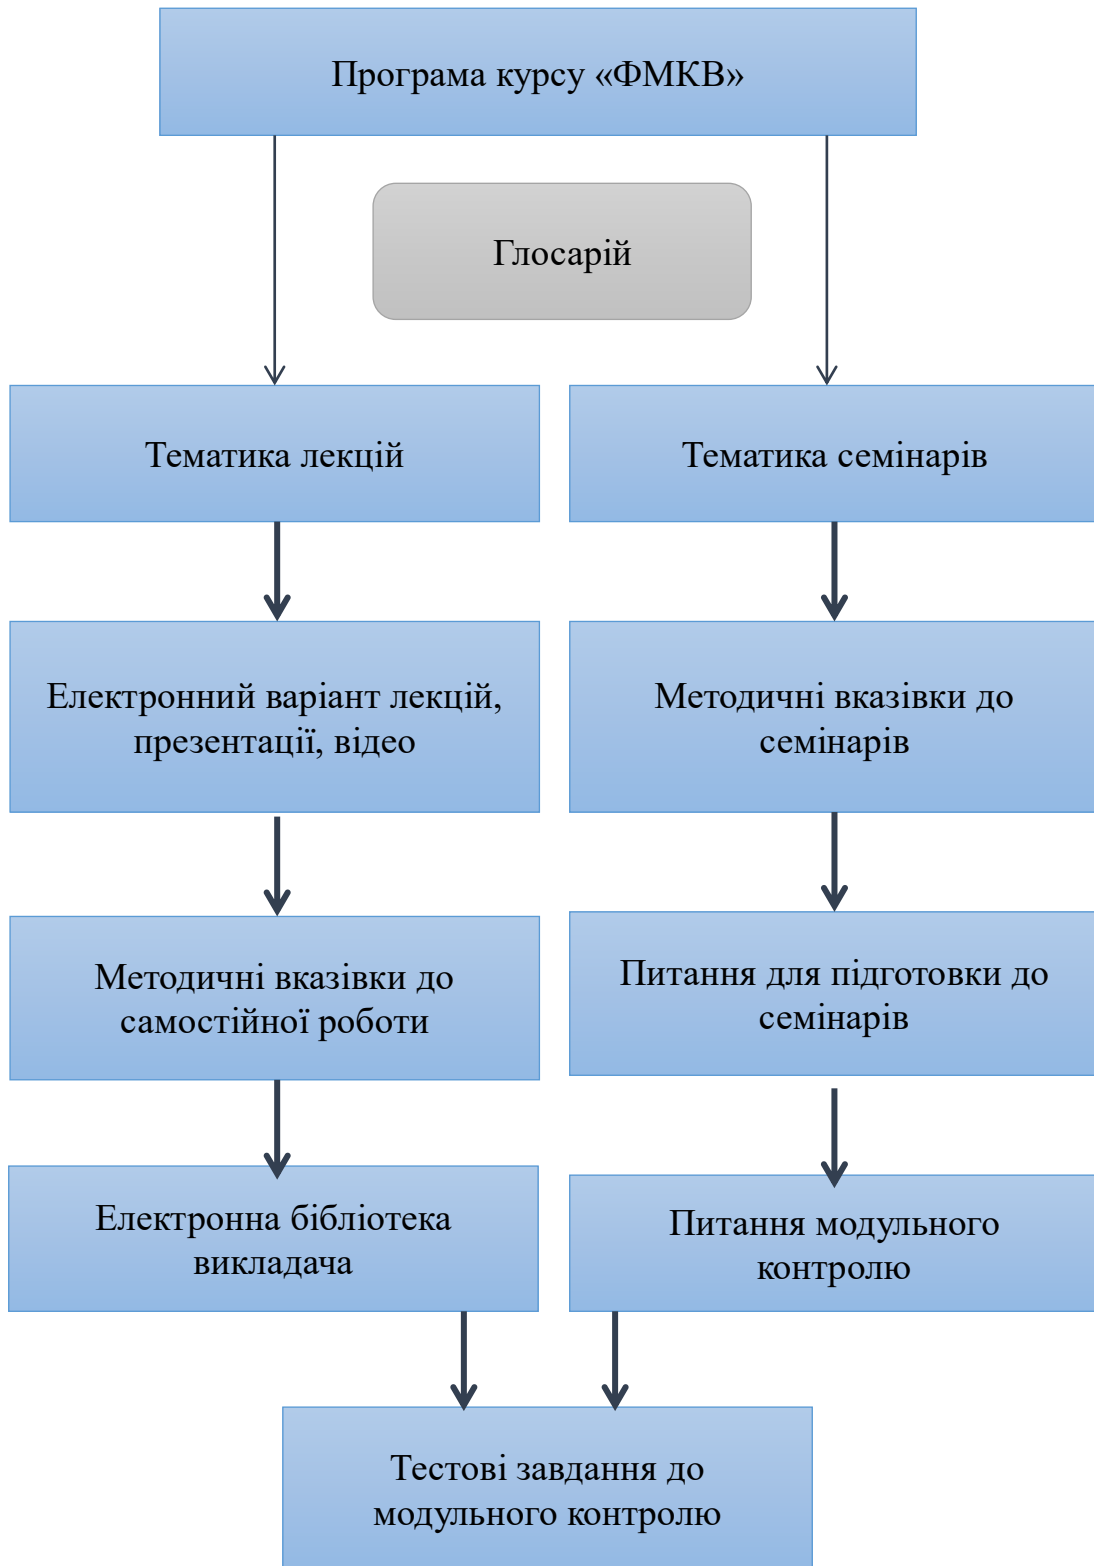 Програма курсу «ФМКВ»
Глосарій
Тематика лекцій
Тематика семінарів
Електронний варіант лекцій,
презентації, відео
Методичні вказівки до
семінарів
Методичні вказівки до
самостійної роботи
Питання для підготовки до
семінарів
Електронна бібліотека
викладача
Питання модульного
контролю
Тестові завдання до
модульного контролю